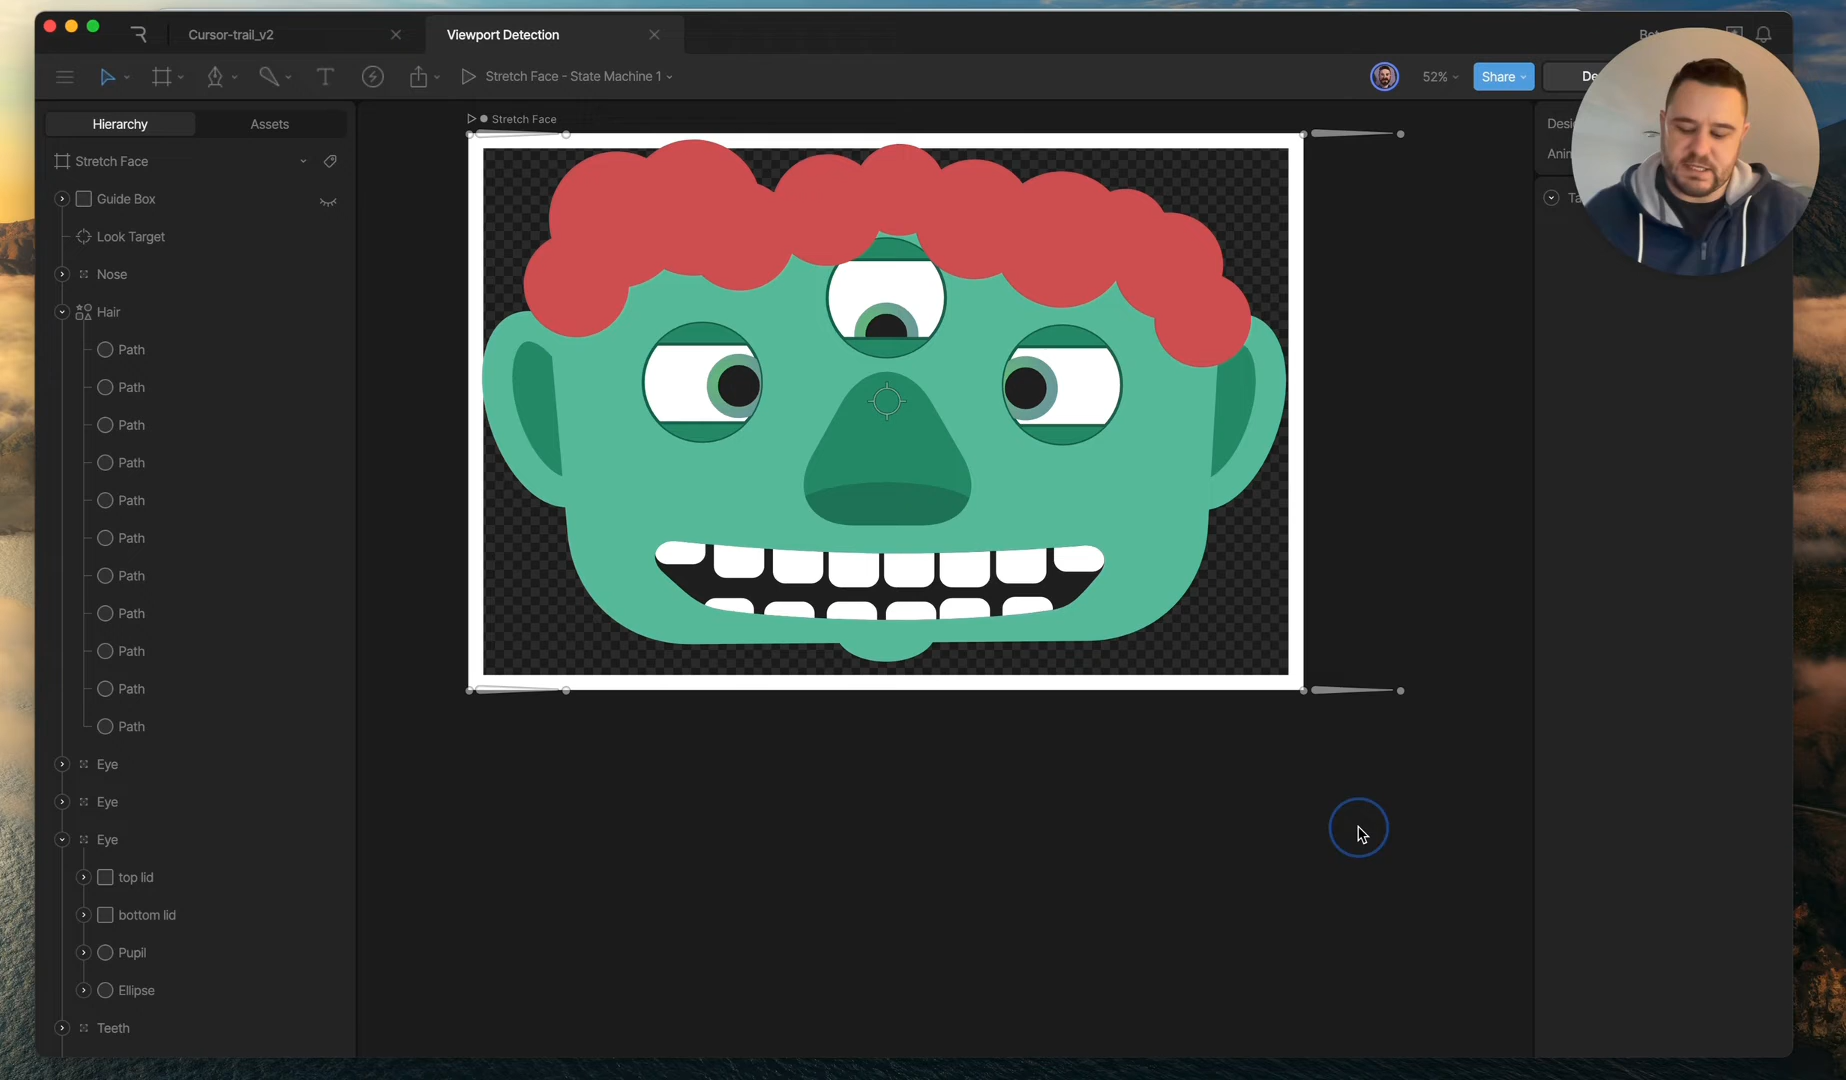 Cursor-trail_v2
Viewport Detection
Stretch Face - State Machine 1
52%
Share
Hierarchy
Assets
Stretch Face
Guide Box
Look Target
Nose
Hair
Path
Path
Path
Path
Path
Path
Path
Path
Path
Path
Path
Eye
Eye
Eye
top lid
bottom lid
Pupil
Ellipse
Teeth
Stretch Face